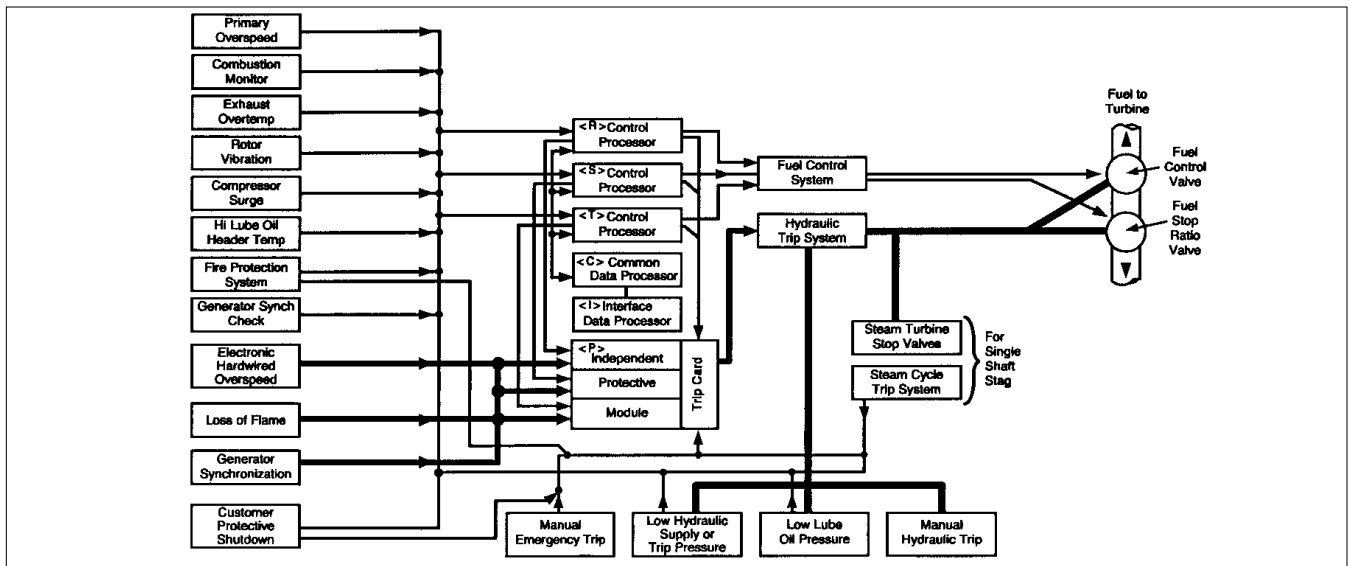 Primary
Overspeed
Combustion
Monitor
Exhaust
Overtemp
Rotor
Vibration
Compressor
Surge
Hi Lube Oil
Header Temp
Fire Protection
System
Generator Synch
Check
Electronic
Hardwired
Overspeed
Loss of Flame
Generator
Synchronization
Customer
Protective
Shutdown
<R> Control
Processor
<S> Control
Processor
<T> Control
Processor
<C> Common
Data Processor
<I> Interface
Data Processor
<P>
Independent
Protective
Module
Trip Card
Fuel Control
System
Hydraulic
Trip System
Fuel to
Turbine
Fuel
Control
Valve
Fuel
Stop
Ratio
Valve
Steam Turbine
Stop Valves
Steam Cycle
Trip System
For
Single
Shaft
Stag
Manual
Emergency Trip
Low Hydraulic
Supply or
Trip Pressure
Low Lube
Oil Pressure
Manual
Hydraulic Trip